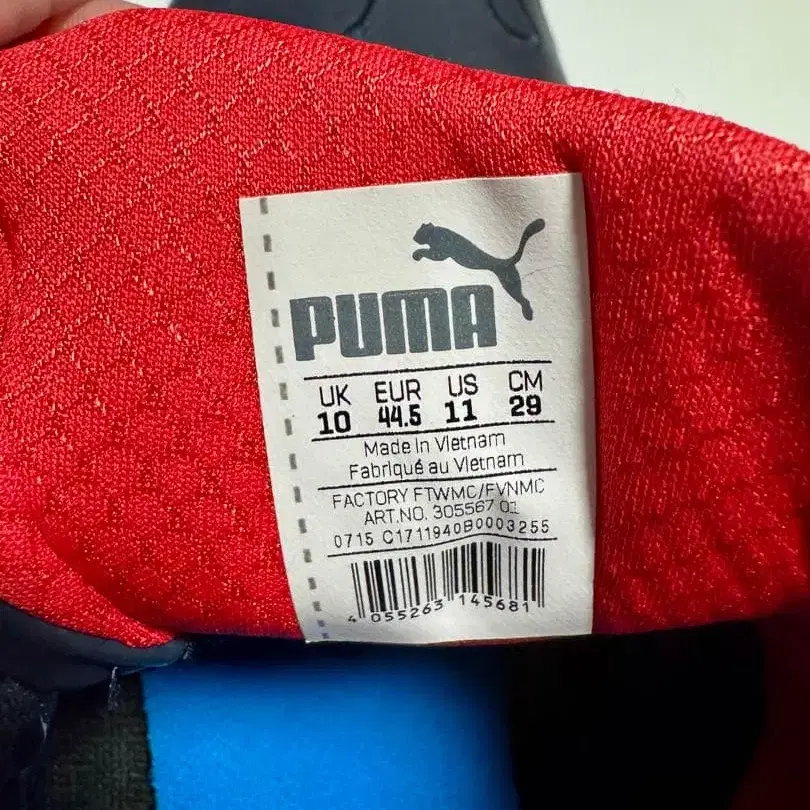 PUMA
UK EUR US CM
10 44.5 11 29
Made in Vietnam
Fabriqué au Vietnam
FACTORY FTWMC/FVNMC
ART.NO. 305567 01
0715 C1711940B0003255
4 055263 145681